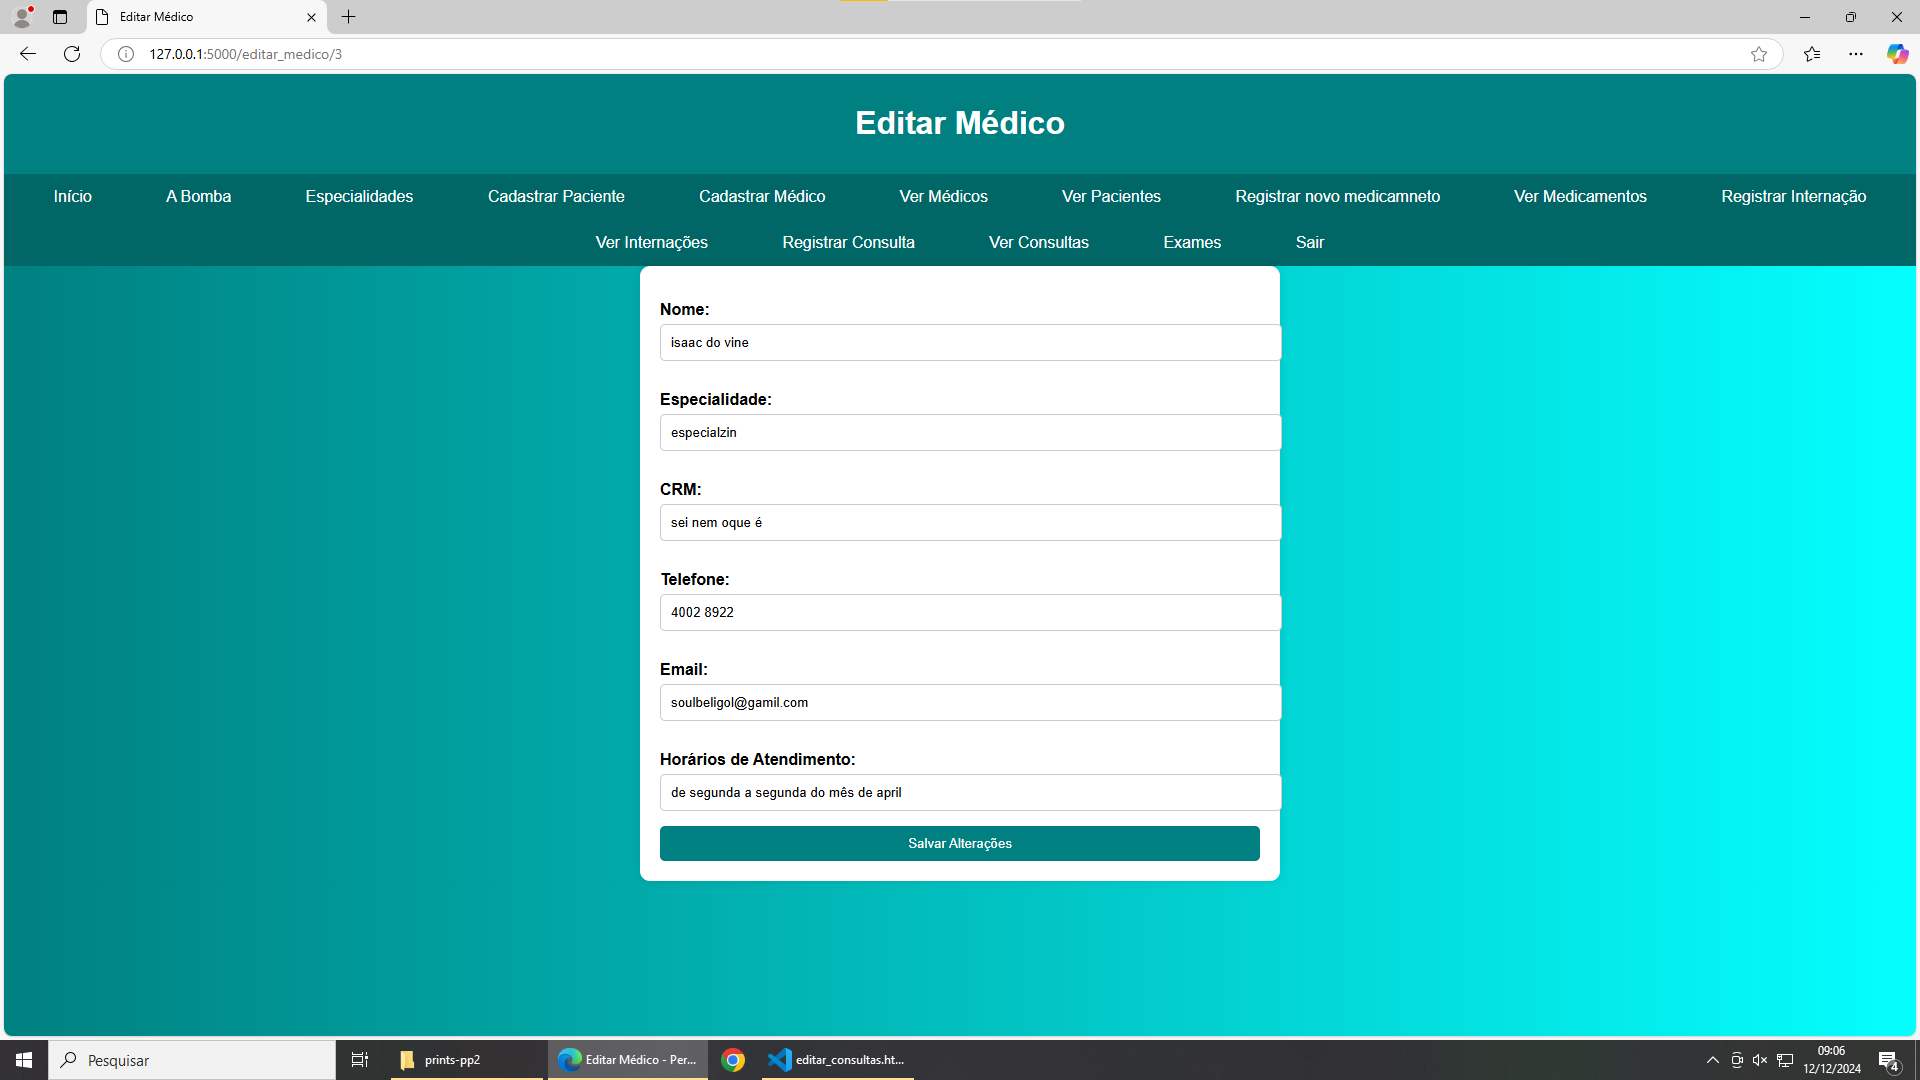 Editar Médico
127.0.0.1:5000/editar_medico/3
Editar Médico
Início A Bomba Especialidades Cadastrar Paciente Cadastrar Médico Ver Médicos Ver Pacientes Registrar novo medicamneto Ver Medicamentos Registrar Internação
Ver Internações Registrar Consulta Ver Consultas Exames Sair
Nome:
isaac do vine
Especialidade:
especialzin
CRM:
sei nem oque é
Telefone:
4002 8922
Email:
soulbeligol@gamil.com
Horários de Atendimento:
de segunda a segunda do mês de april
Salvar Alterações
Pesquisar prints-pp2 Editar Médico - Per... editar_consultas.ht... 09:06
12/12/2024 4